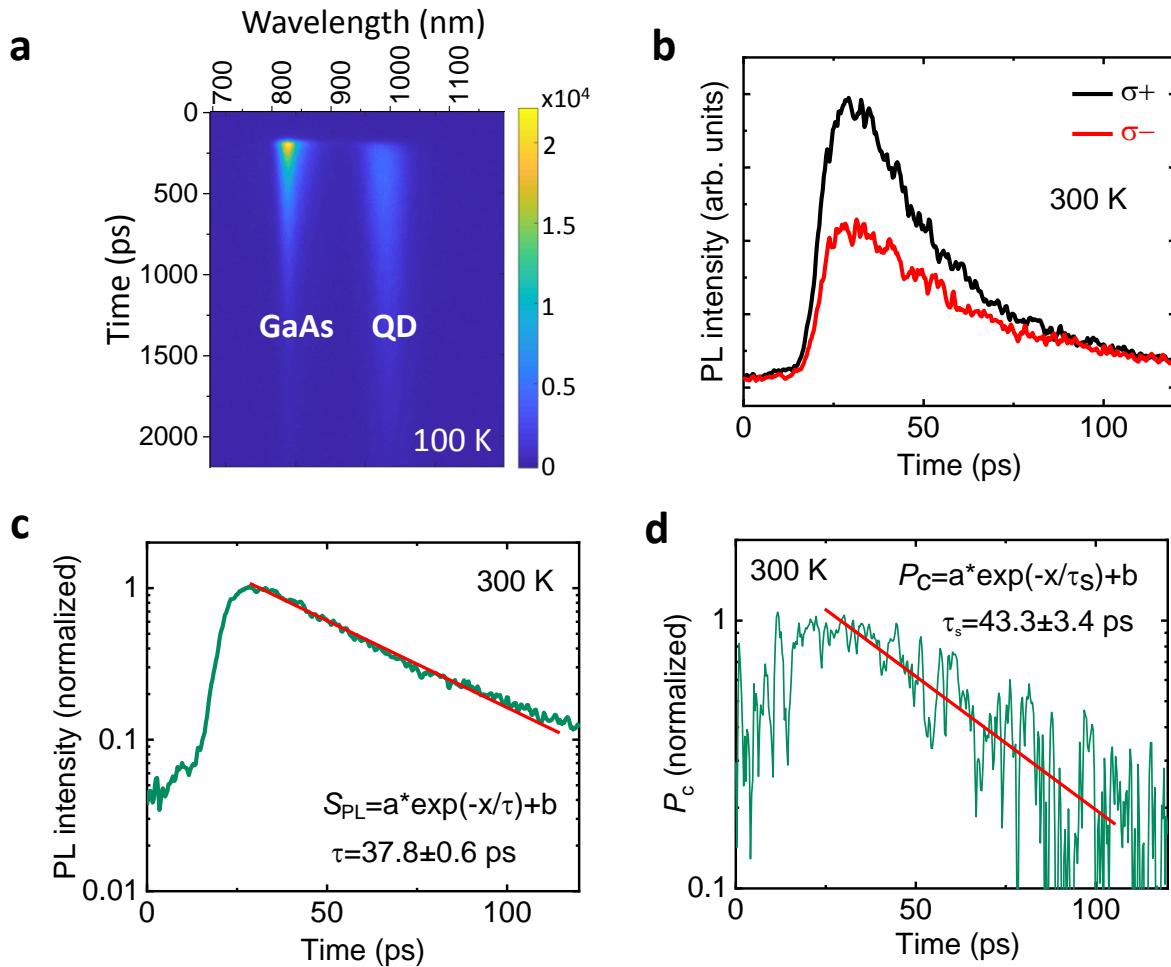 a
Wavelength (nm)
700 800 900 1000 1100
x10⁴
Time (ps)
0
500
1000
1500
2000
GaAs QD
100 K
2
1.5
1
0.5
0
b
PL intensity (arb. units)
σ+
σ−
300 K
0 50 100
Time (ps)
c
PL intensity (normalized)
1
0.1
0.01
300 K
S_PL=a*exp(-x/τ)+b
τ=37.8±0.6 ps
0 50 100
Time (ps)
d
P_c (normalized)
1
0.1
300 K
P_C=a*exp(-x/τ_S)+b
τ_s=43.3±3.4 ps
0 50 100
Time (ps)